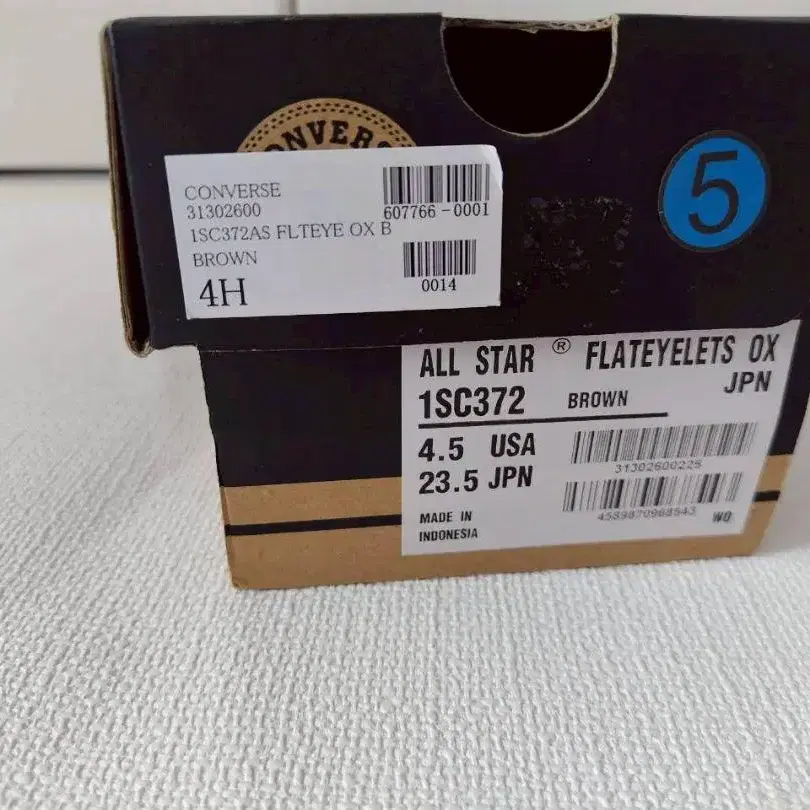 CONVERSE
CONVERSE
31302600
607766-0001
1SC372AS FLTEYE OX B
BROWN
4H
0014
5
ALL STAR ® FLATEYELETS OX
JPN
1SC372 BROWN
4.5 USA
23.5 JPN
31302600225
4589870968543 WO
MADE IN
INDONESIA